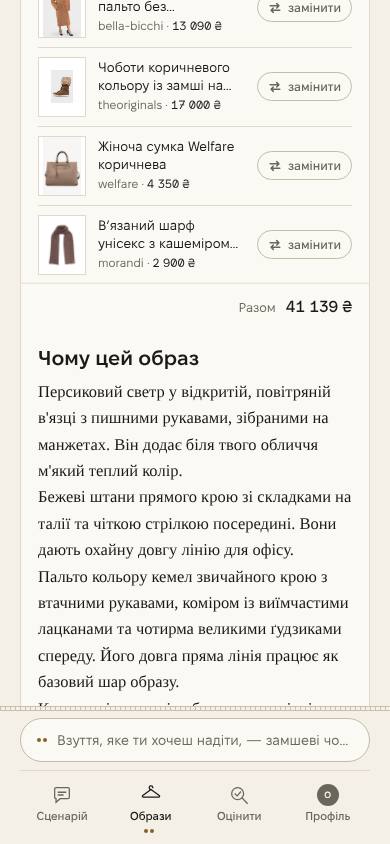 пальто без...
bella-bicchi · 13 090 ₴
замінити
Чоботи коричневого
кольору із замші на...
theoriginals · 17 000 ₴
замінити
Жіноча сумка Welfare
коричнева
welfare · 4 350 ₴
замінити
В'язаний шарф
унісекс з кашеміром...
morandi · 2 900 ₴
замінити
Разом 41 139 ₴
Чому цей образ
Персиковий светр у відкритій, повітряній
в'язці з пишними рукавами, зібраними на
манжетах. Він додає біля твого обличчя
м'який теплий колір.
Бежеві штани прямого крою зі складками на
талії та чіткою стрілкою посередині. Вони
дають охайну довгу лінію для офісу.
Пальто кольору кемел звичайного крою з
втачними рукавами, коміром із виїмчастими
лацканами та чотирма великими ґудзиками
спереду. Його довга пряма лінія працює як
базовий шар образу.
Взуття, яке ти хочеш надіти, — замшеві чо...
Сценарій
Образи
Оцінити
О
Профіль